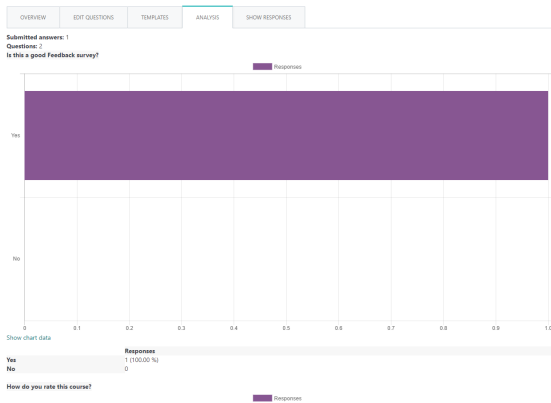 OVERVIEW EDIT QUESTIONS TEMPLATES ANALYSIS SHOW RESPONSES
Submitted answers: 1
Questions: 2
Is this a good Feedback survey?
Responses
Yes
No
0 0.1 0.2 0.3 0.4 0.5 0.6 0.7 0.8 0.9 1.0
Show chart data
Responses
Yes 1 (100.00 %)
No 0
How do you rate this course?
Responses